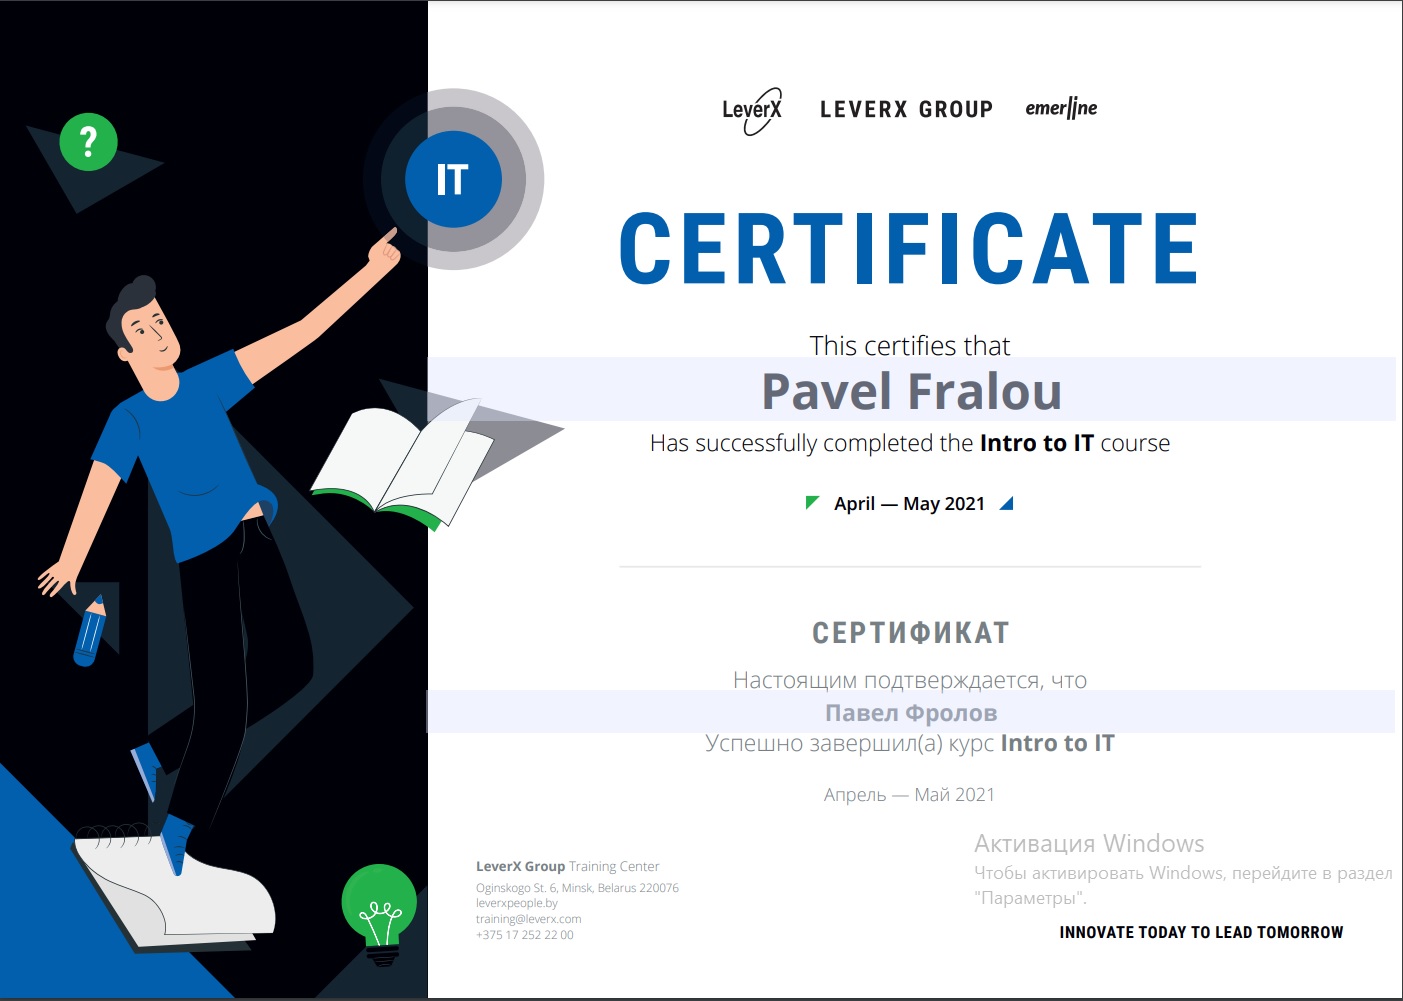 ?
IT
LeverX LEVERX GROUP emerline
CERTIFICATE
This certifies that
Pavel Fralou
Has successfully completed the Intro to IT course
April — May 2021
СЕРТИФИКАТ
Настоящим подтверждается, что
Павел Фролов
Успешно завершил(а) курс Intro to IT
Апрель — Май 2021
LeverX Group Training Center
Oginskogo St. 6, Minsk, Belarus 220076
leverxpeople.by
training@leverx.com
+375 17 252 22 00
Активация Windows
Чтобы активировать Windows, перейдите в раздел
"Параметры".
INNOVATE TODAY TO LEAD TOMORROW